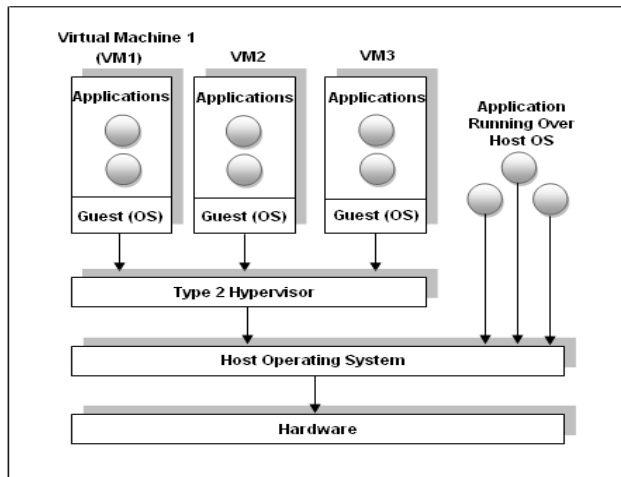 Virtual Machine 1
(VM1)
VM2
VM3
Applications
Applications
Applications
Application
Running Over
Host OS
Guest (OS)
Guest (OS)
Guest (OS)
Type 2 Hypervisor
Host Operating System
Hardware